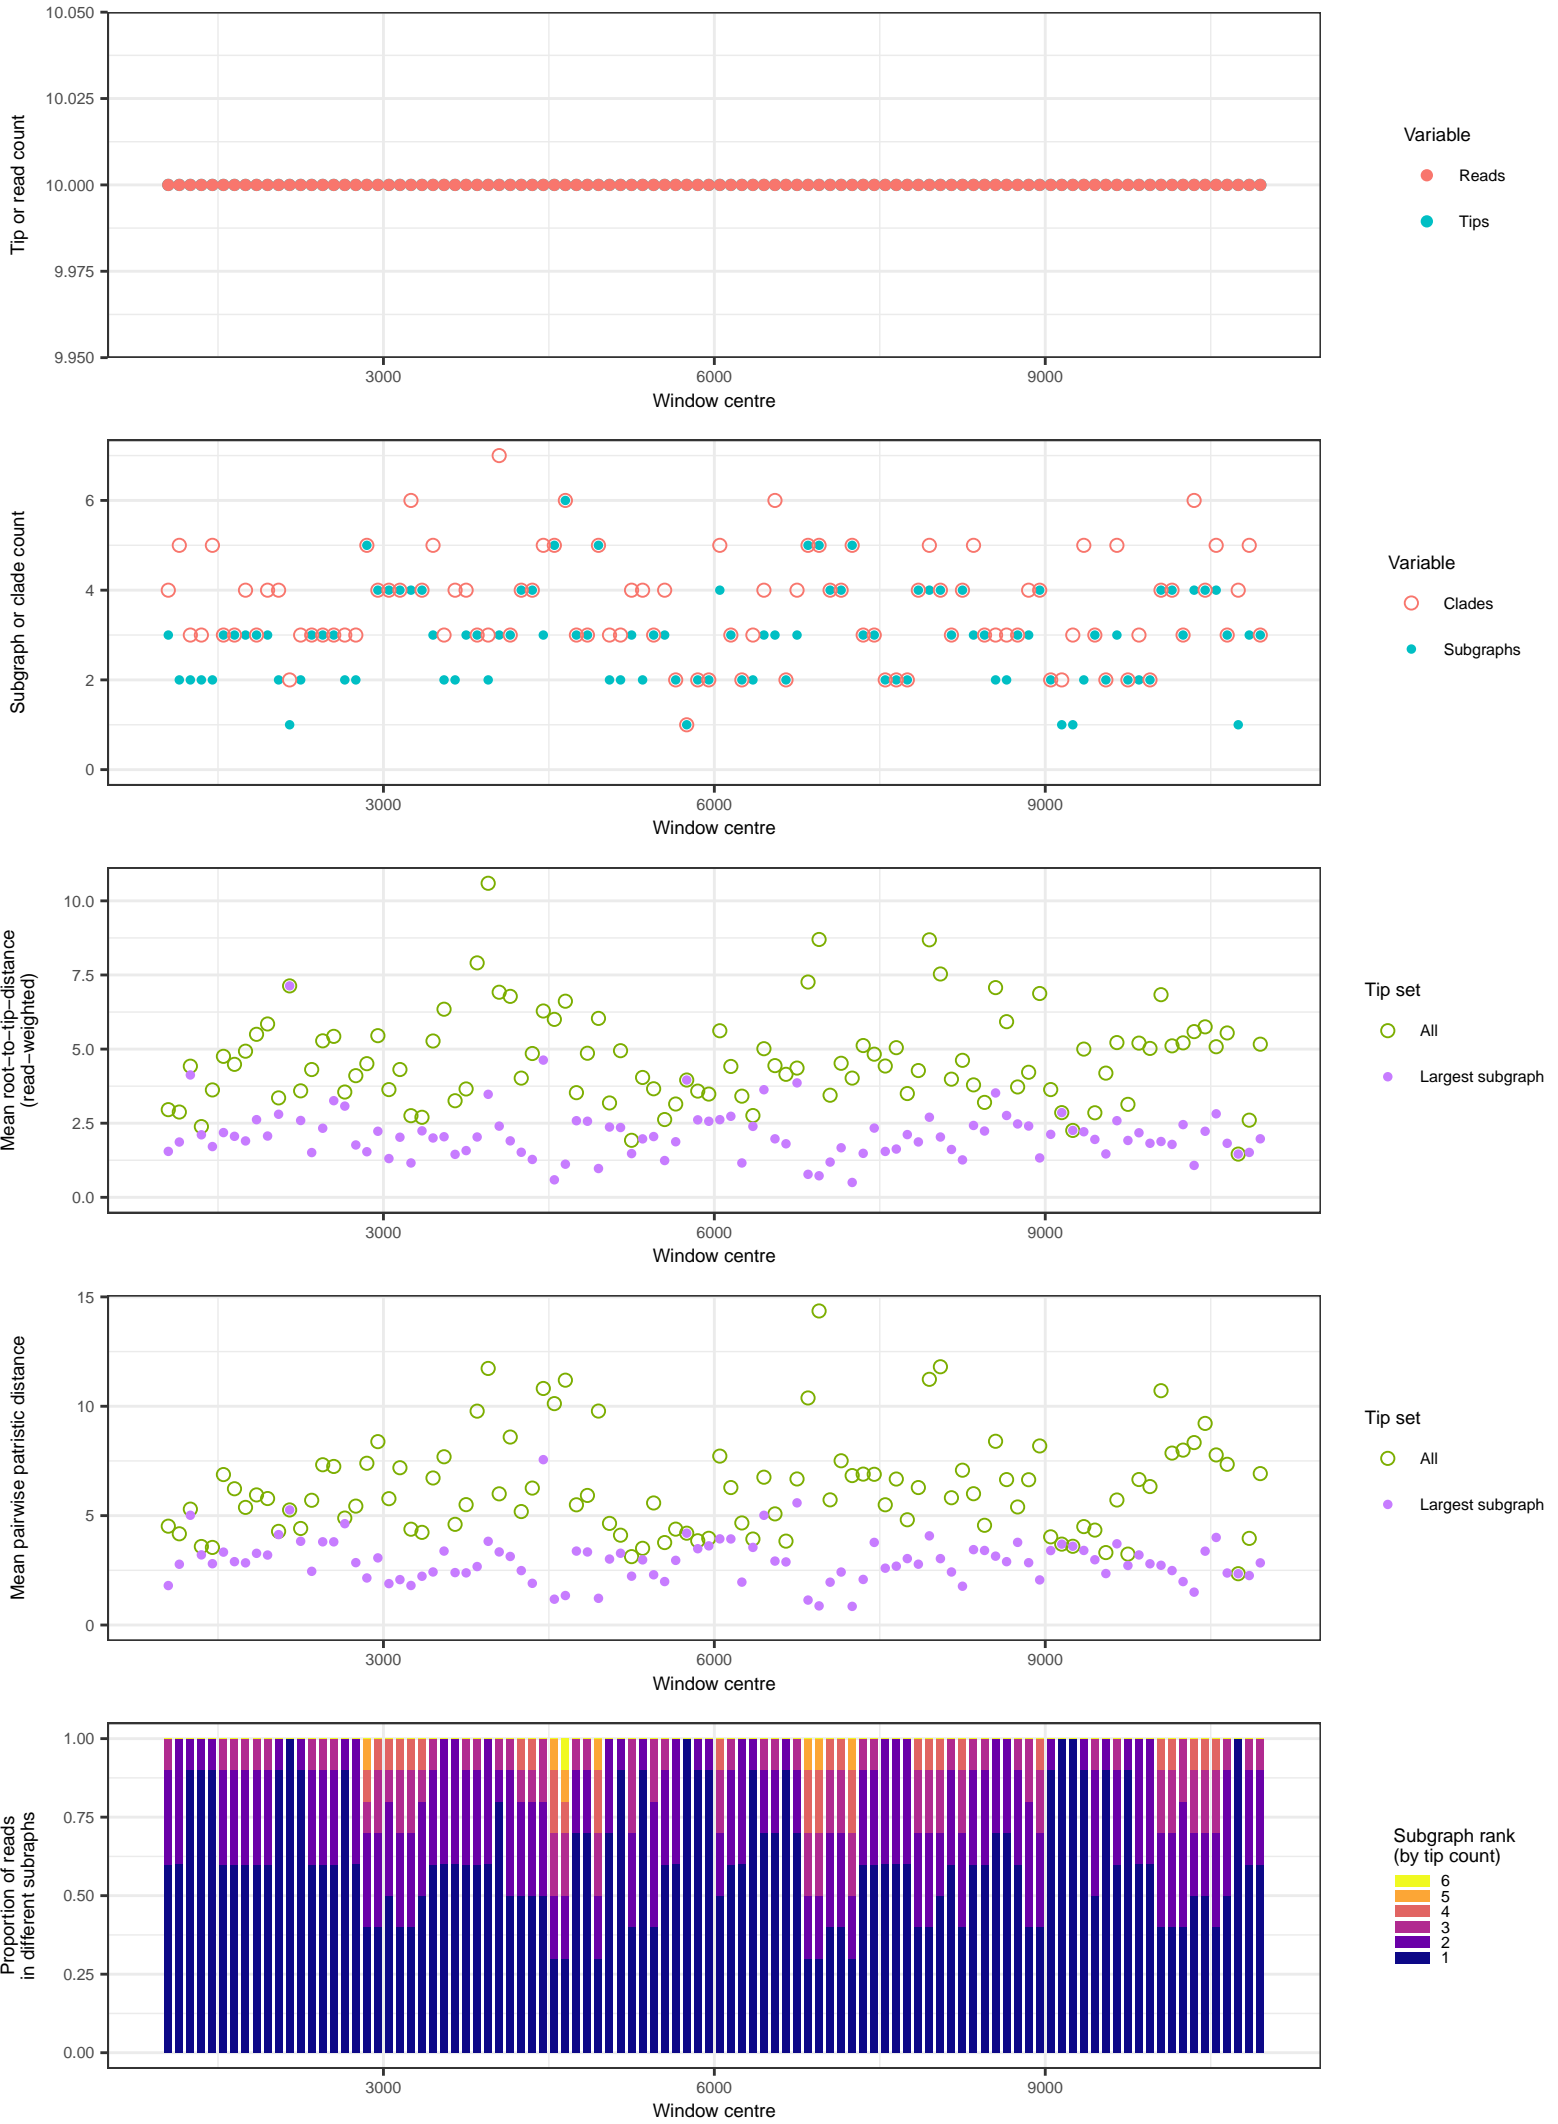 10.050
10.025
10.000
9.975
9.950
Tip or read count
3000 6000 9000
Window centre
Variable
Reads
Tips
6
4
2
0
Subgraph or clade count
3000 6000 9000
Window centre
Variable
Clades
Subgraphs
10.0
7.5
5.0
2.5
0.0
Mean root−to−tip−distance
(read−weighted)
3000 6000 9000
Window centre
Tip set
All
Largest subgraph
15
10
5
0
Mean pairwise patristic distance
3000 6000 9000
Window centre
Tip set
All
Largest subgraph
1.00
0.75
0.50
0.25
0.00
Proportion of reads
in different subraphs
3000 6000 9000
Window centre
Subgraph rank
(by tip count)
6
5
4
3
2
1